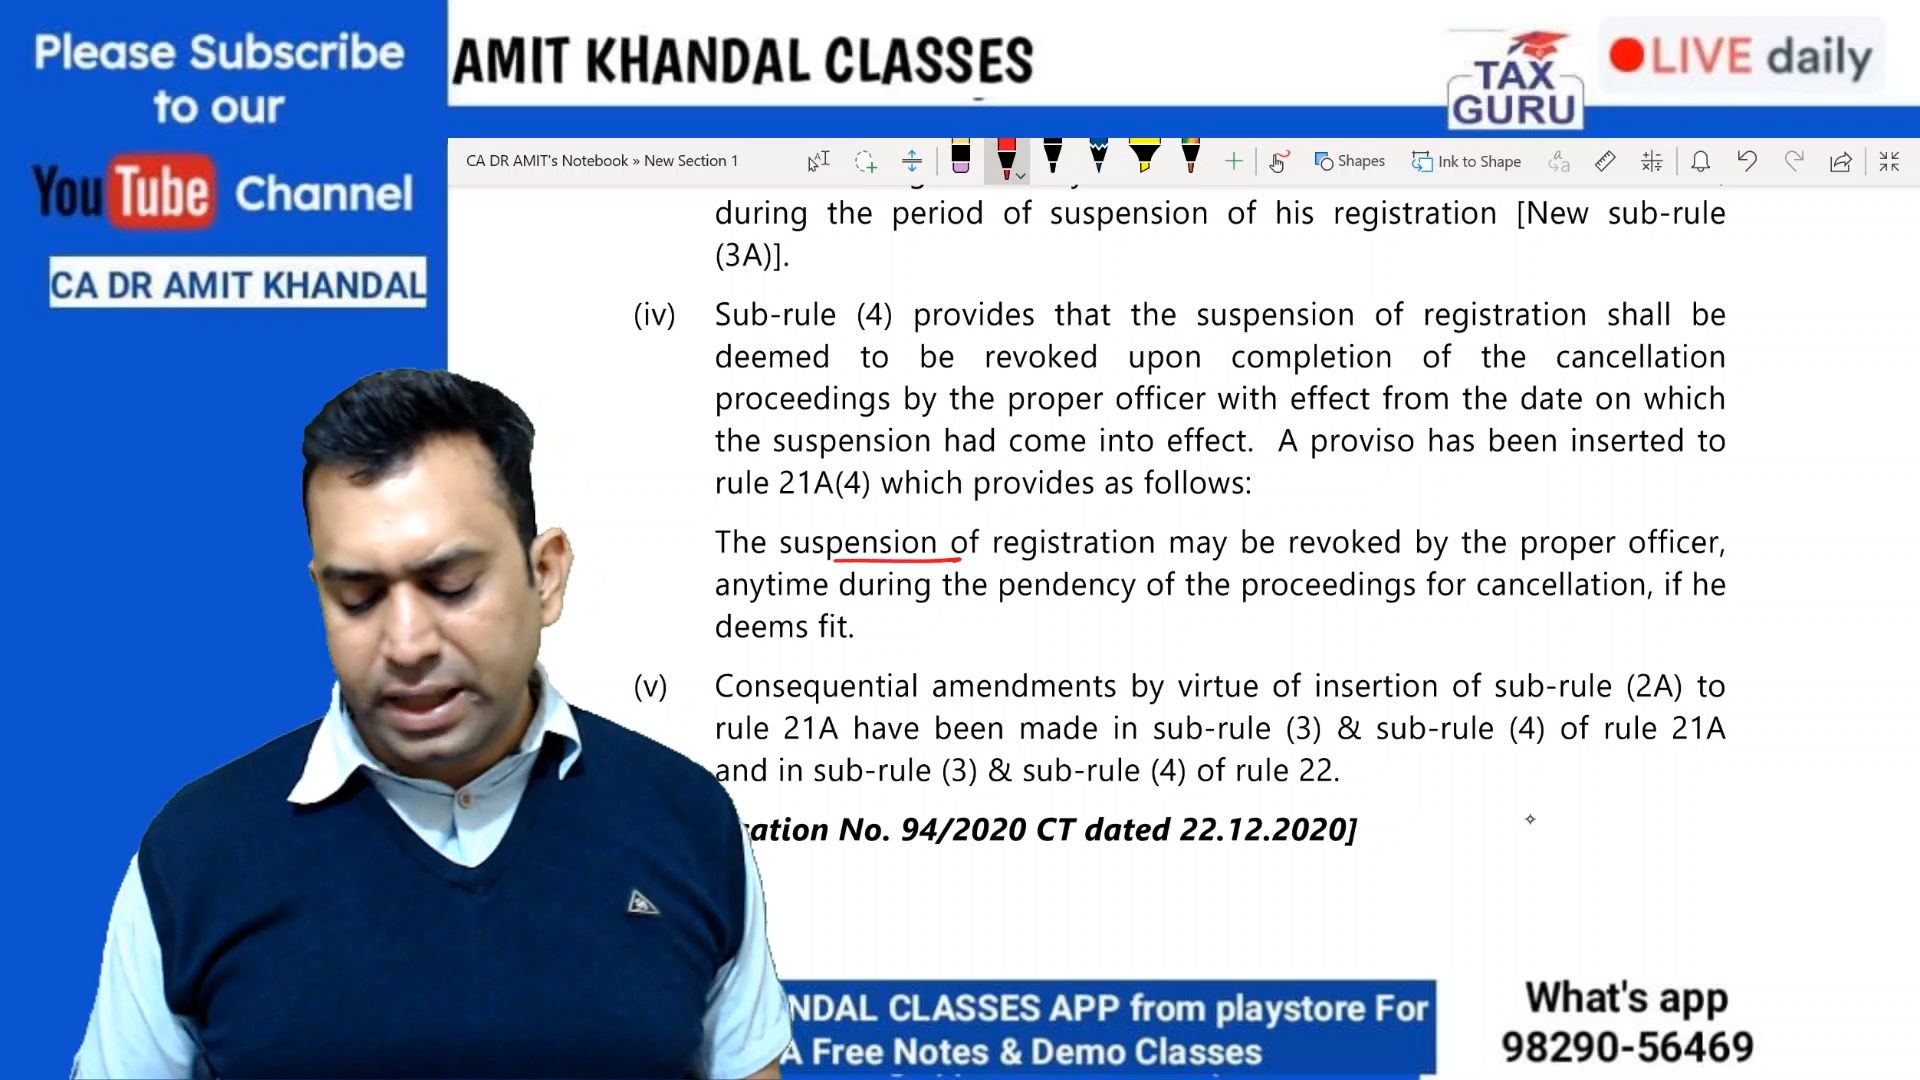 Please Subscribe
to our
YouTube Channel
CA DR AMIT KHANDAL
AMIT KHANDAL CLASSES
TAX
GURU
LIVE daily
CA DR AMIT's Notebook » New Section 1
Shapes
Ink to Shape
during the period of suspension of his registration [New sub-rule
(3A)].
(iv) Sub-rule (4) provides that the suspension of registration shall be
deemed to be revoked upon completion of the cancellation
proceedings by the proper officer with effect from the date on which
the suspension had come into effect. A proviso has been inserted to
rule 21A(4) which provides as follows:
The suspension of registration may be revoked by the proper officer,
anytime during the pendency of the proceedings for cancellation, if he
deems fit.
(v) Consequential amendments by virtue of insertion of sub-rule (2A) to
rule 21A have been made in sub-rule (3) & sub-rule (4) of rule 21A
and in sub-rule (3) & sub-rule (4) of rule 22.
cation No. 94/2020 CT dated 22.12.2020]
NDAL CLASSES APP from playstore For
A Free Notes & Demo Classes
What's app
98290-56469